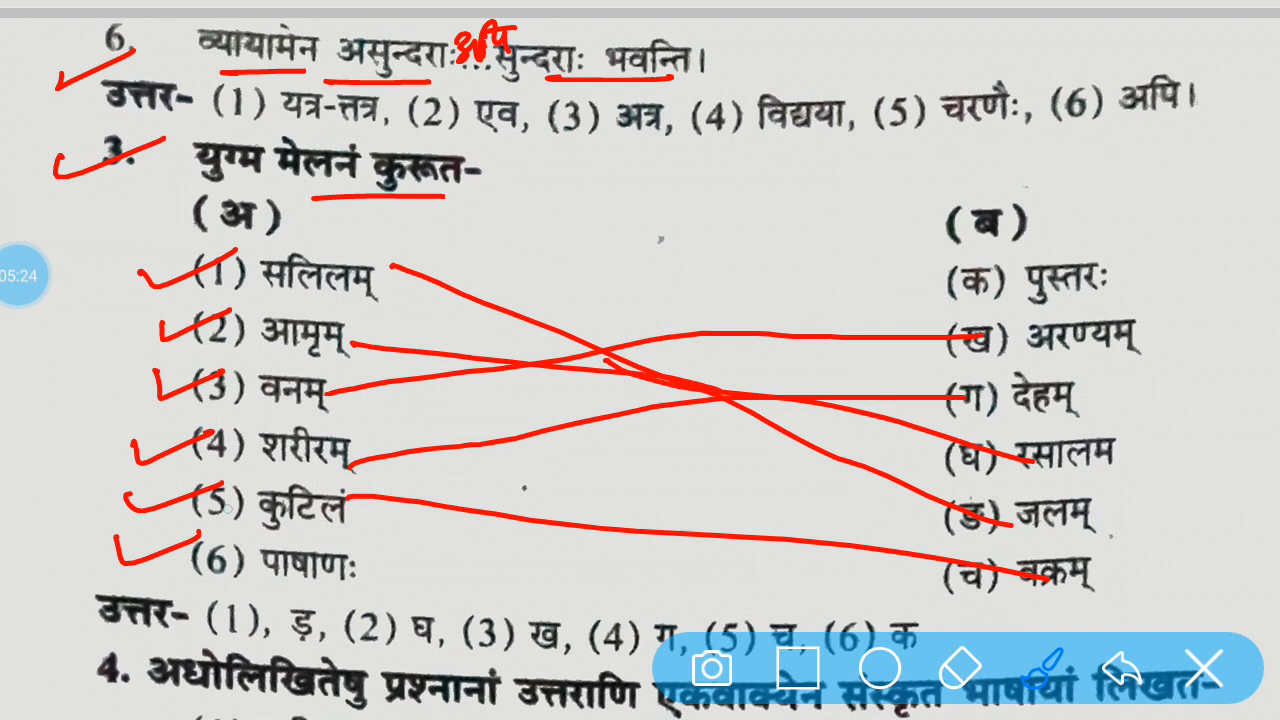 6. व्यायामेन असुन्दराः अपि...सुन्दराः भवन्ति।
उत्तर- (1) यत्र-त्तत्र, (2) एव, (3) अत्र, (4) विद्यया, (5) चरणैः, (6) अपि।
3. युग्म मेलनं कुरूत-
(अ) (ब)
(1) सलिलम् (क) पुस्तरः
(2) आमृम् (ख) अरण्यम्
(3) वनम् (ग) देहम्
(4) शरीरम् (घ) रसालम
(5) कुटिलं (ङ) जलम्
(6) पाषाणः (च) वक्रम्
उत्तर- (1), ड़, (2) घ, (3) ख, (4) ग, (5) च, (6) क
4. अधोलिखितेषु प्रश्नानां उत्तराणि एकवाक्येन संस्कृत भाषायां लिखत-
05:24